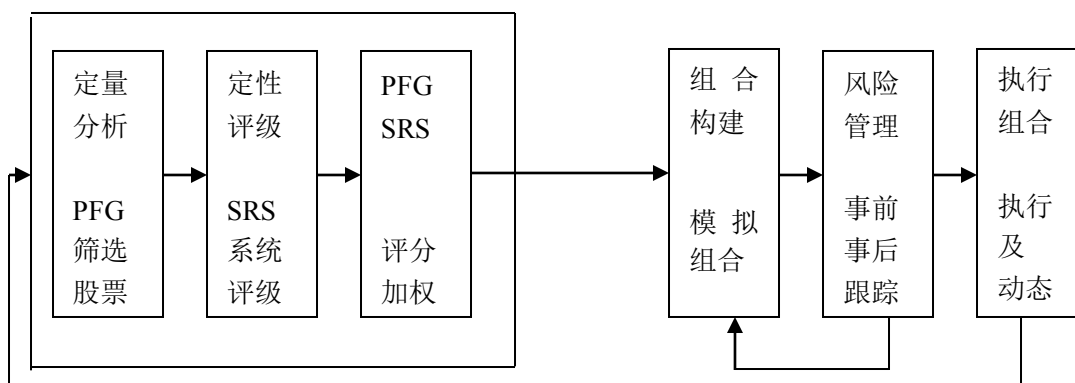 定量
分析
PFG
筛选
股票
定性
评级
SRS
系统
评级
PFG
SRS
评分
加权
组 合
构建
模 拟
组合
风险
管理
事前
事后
跟踪
执行
组合
执行
及
动态